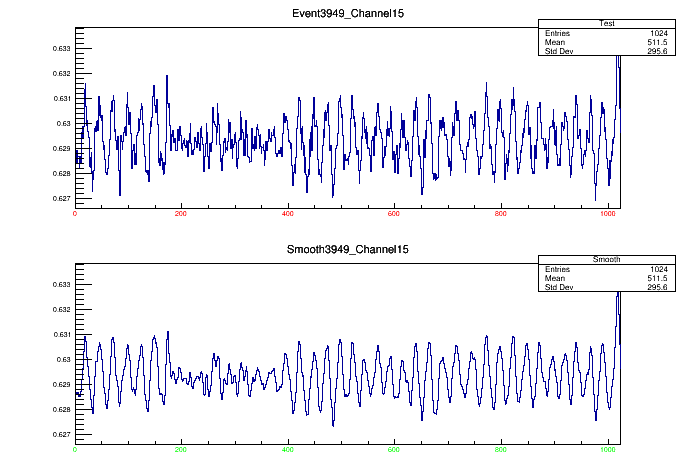 Event3949_Channel15
Test
Entries 1024
Mean 511.5
Std Dev 295.6
0.633
0.632
0.631
0.63
0.629
0.628
0.627
0 200 400 600 800 1000
Smooth3949_Channel15
Smooth
Entries 1024
Mean 511.5
Std Dev 295.6
0.633
0.632
0.631
0.63
0.629
0.628
0.627
0 200 400 600 800 1000